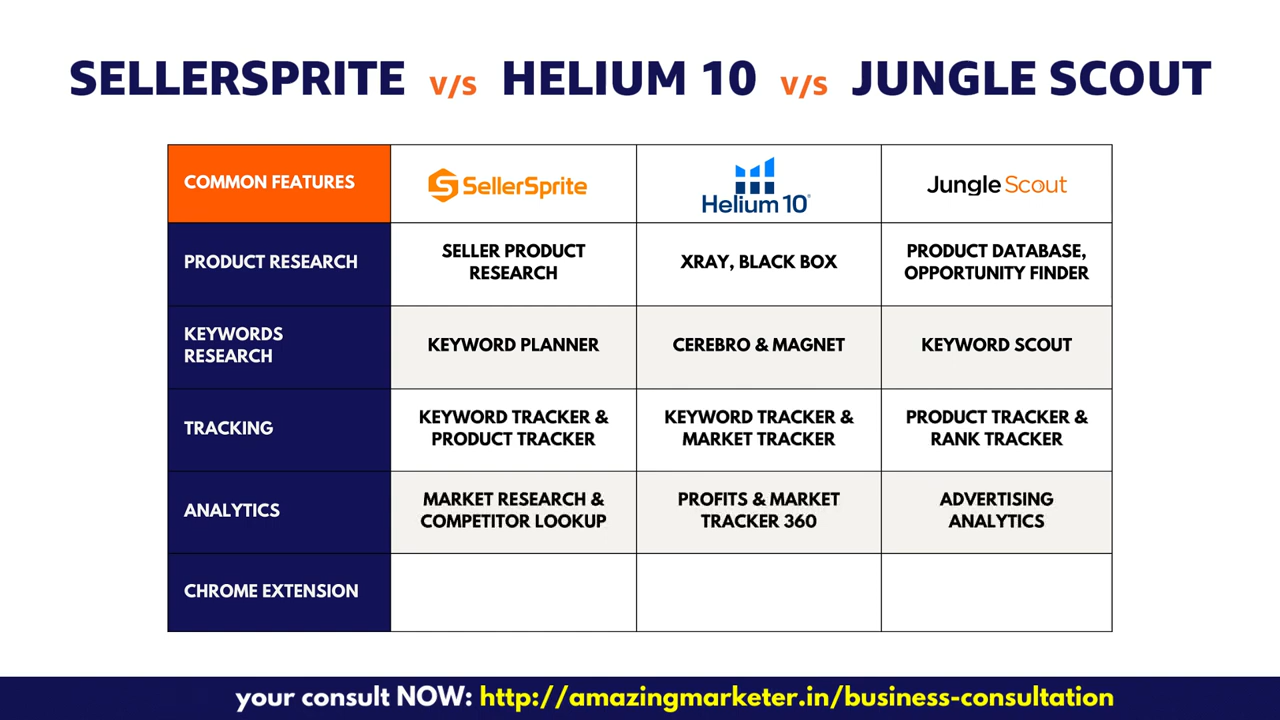 SELLERSPRITE V/S HELIUM 10 V/S JUNGLE SCOUT
COMMON FEATURES
SellerSprite
Helium 10®
Jungle Scout
PRODUCT RESEARCH
SELLER PRODUCT
RESEARCH
XRAY, BLACK BOX
PRODUCT DATABASE,
OPPORTUNITY FINDER
KEYWORDS
RESEARCH
KEYWORD PLANNER
CEREBRO & MAGNET
KEYWORD SCOUT
TRACKING
KEYWORD TRACKER &
PRODUCT TRACKER
KEYWORD TRACKER &
MARKET TRACKER
PRODUCT TRACKER &
RANK TRACKER
ANALYTICS
MARKET RESEARCH &
COMPETITOR LOOKUP
PROFITS & MARKET
TRACKER 360
ADVERTISING
ANALYTICS
CHROME EXTENSION
your consult NOW: http://amazingmarketer.in/business-consultation